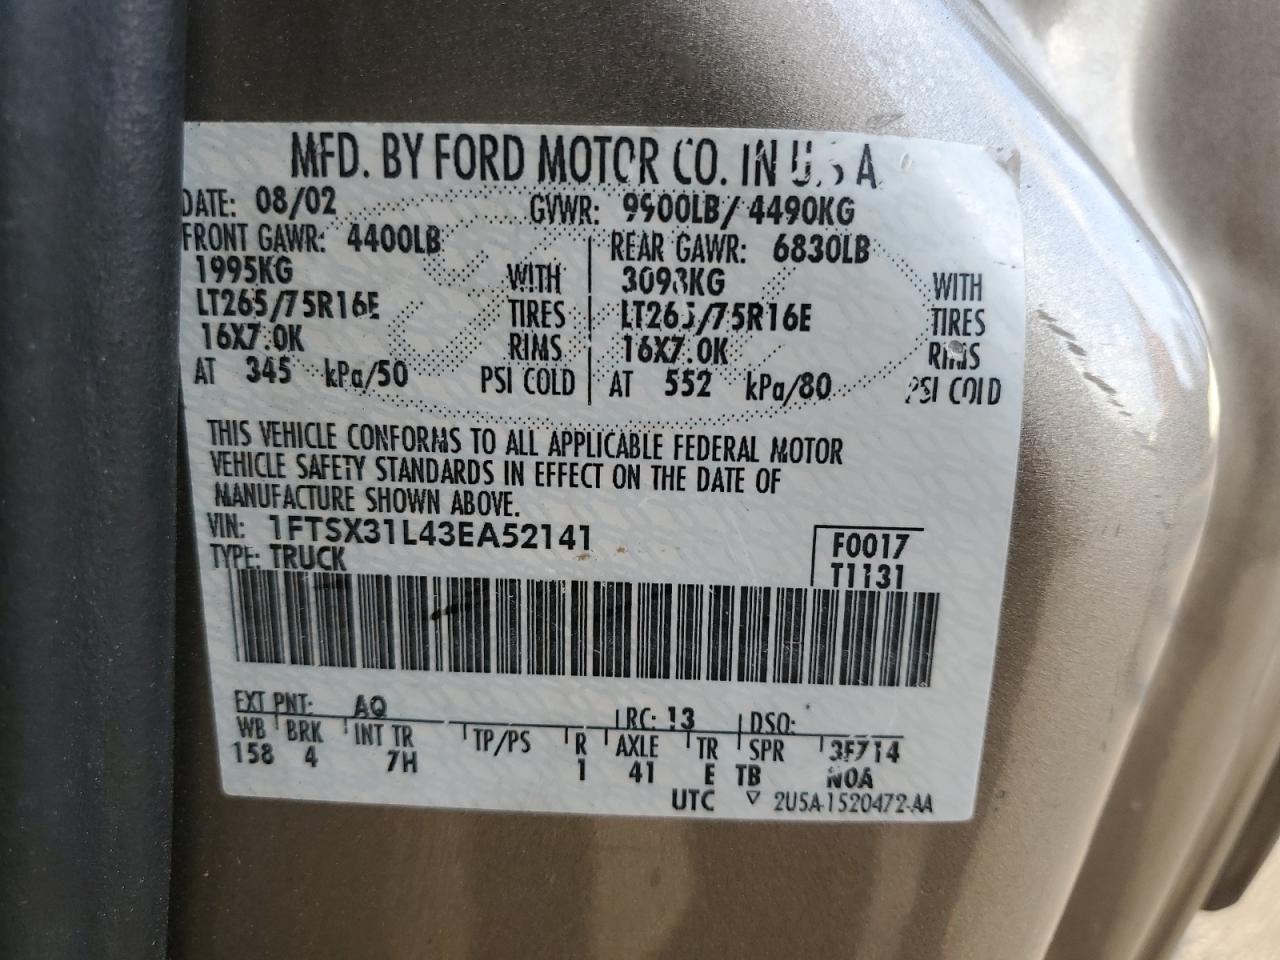 MFD. BY FORD MOTOR CO. IN U.S.A.
DATE: 08/02 GVWR: 9900LB/ 4490KG
FRONT GAWR: 4400LB REAR GAWR: 6830LB
1995KG WITH 3098KG WITH
LT265/75R16E TIRES LT265/75R16E TIRES
16X7.0K RIMS 16X7.0K RIMS
AT 345 kPa/50 PSI COLD AT 552 kPa/80 PSI COLD
THIS VEHICLE CONFORMS TO ALL APPLICABLE FEDERAL MOTOR
VEHICLE SAFETY STANDARDS IN EFFECT ON THE DATE OF
MANUFACTURE SHOWN ABOVE.
VIN: 1FTSX31L43EA52141 F0017
TYPE: TRUCK T1131
EXT PNT: AQ RC: 13 DSO:
WB BRK INT TR TP/PS R AXLE TR SPR 3F714
158 4 7H 1 41 E TB NOA
UTC ▽ 2U5A-1520472-AA